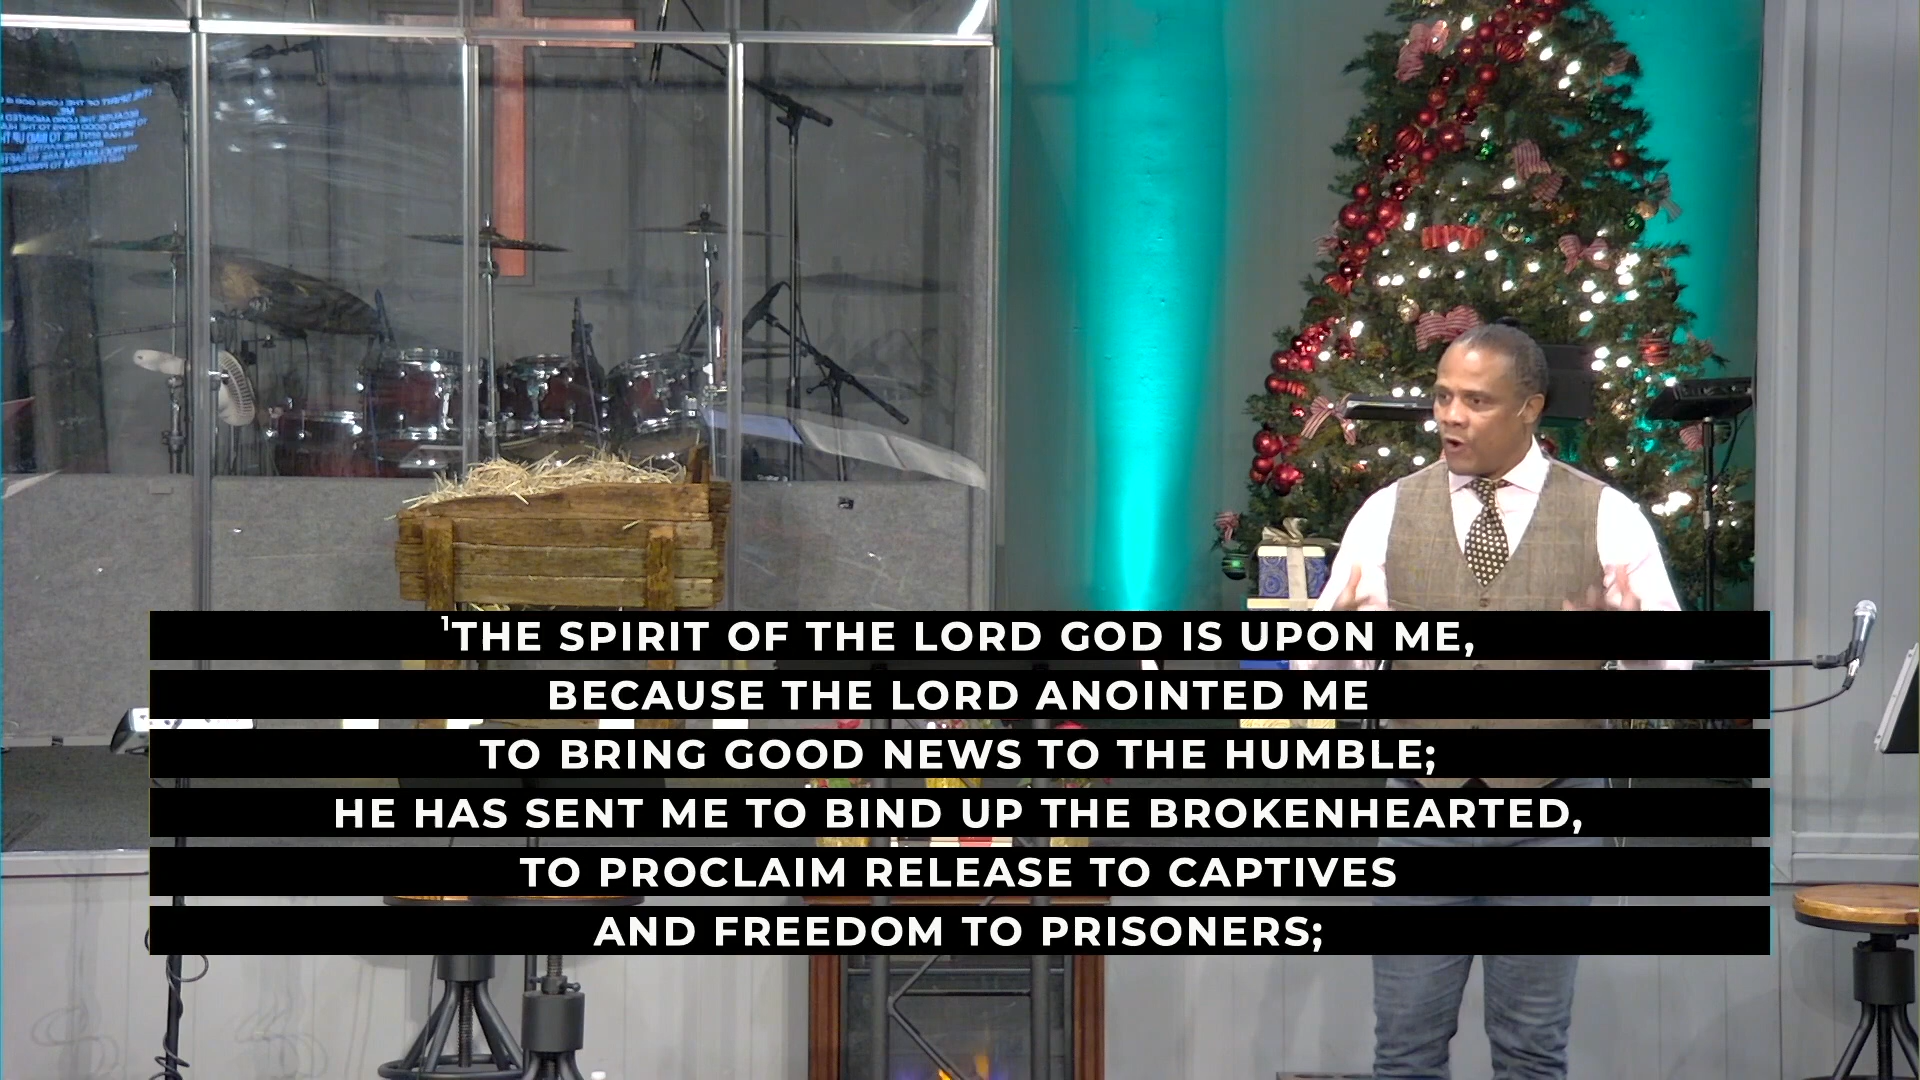 ¹THE SPIRIT OF THE LORD GOD IS UPON ME,
BECAUSE THE LORD ANOINTED ME
TO BRING GOOD NEWS TO THE HUMBLE;
HE HAS SENT ME TO BIND UP THE BROKENHEARTED,
TO PROCLAIM RELEASE TO CAPTIVES
AND FREEDOM TO PRISONERS;